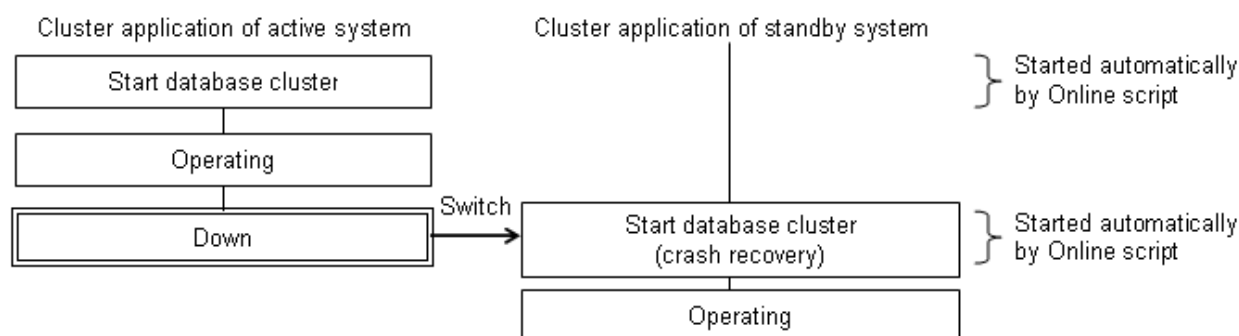 Cluster application of active system
Cluster application of standby system
Start database cluster
Started automatically
by Online script
Operating
Down
Switch
Start database cluster
(crash recovery)
Started automatically
by Online script
Operating